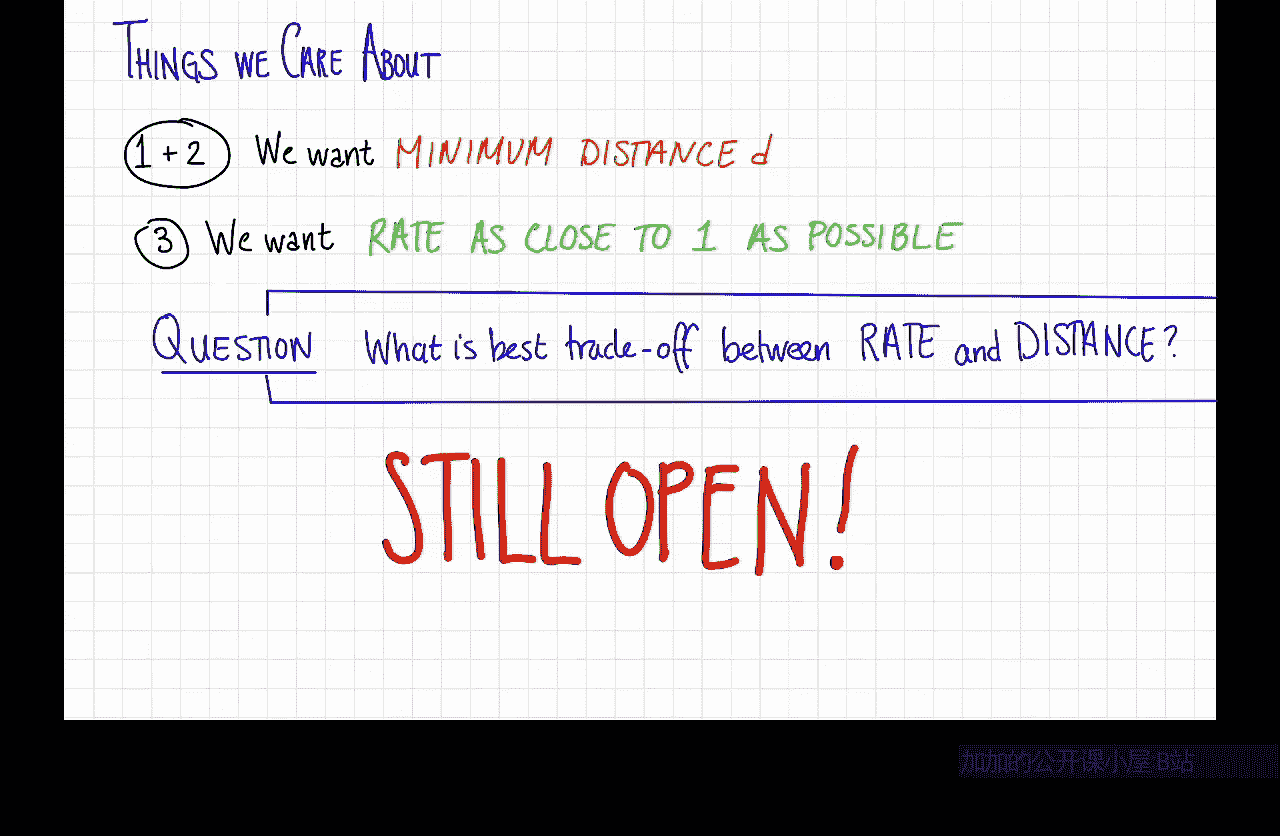 THINGS WE CARE ABOUT
1+2 We want MINIMUM DISTANCE d
3 We want RATE AS CLOSE TO 1 AS POSSIBLE
QUESTION What is best trade-off between RATE and DISTANCE?
STILL OPEN!
加加的公开课小屋 B站